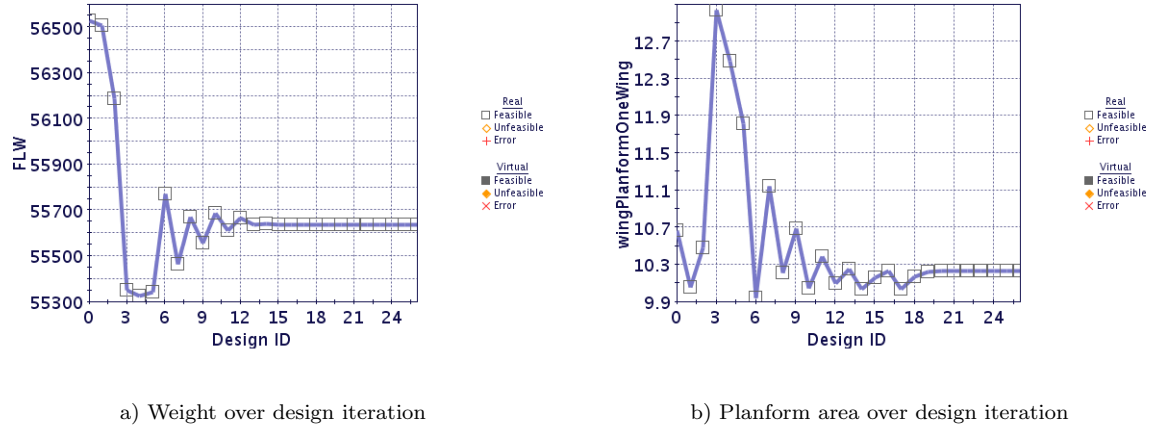 56500
56300
56100
55900
55700
55500
55300
FLW
0 3 6 9 12 15 18 21 24
Design ID
Real
Feasible
Unfeasible
Error
Virtual
Feasible
Unfeasible
Error
a) Weight over design iteration
12.7
12.3
11.9
11.5
11.1
10.7
10.3
9.9
wingPlanformOneWing
0 3 6 9 12 15 18 21 24
Design ID
Real
Feasible
Unfeasible
Error
Virtual
Feasible
Unfeasible
Error
b) Planform area over design iteration